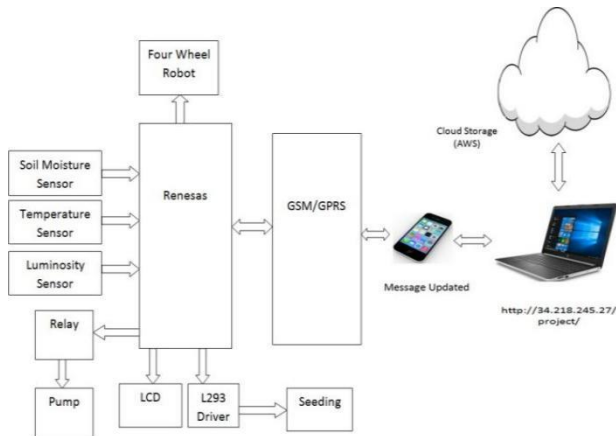 Four Wheel
Robot
Cloud Storage
(AWS)
Soil Moisture
Sensor
Renesas
GSM/GPRS
Temperature
Sensor
Luminosity
Sensor
Message Updated
http://34.218.245.27/
project/
Relay
Pump
LCD
L293
Driver
Seeding